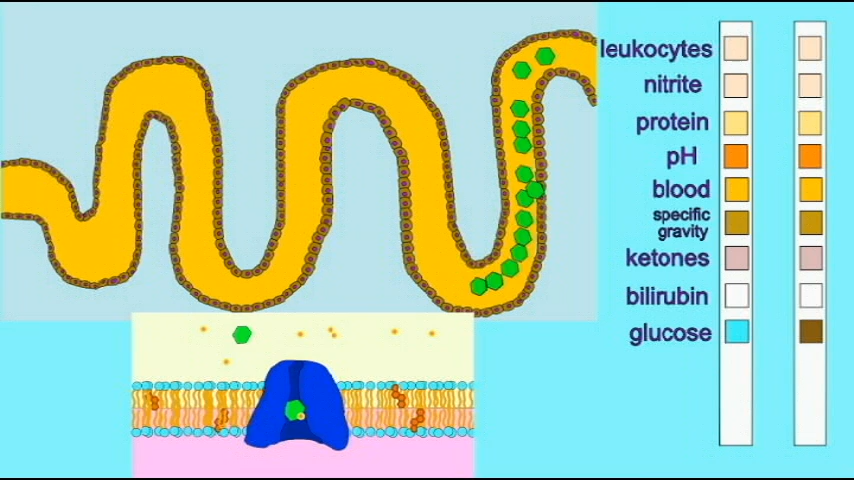 leukocytes
nitrite
protein
pH
blood
specific
gravity
ketones
bilirubin
glucose